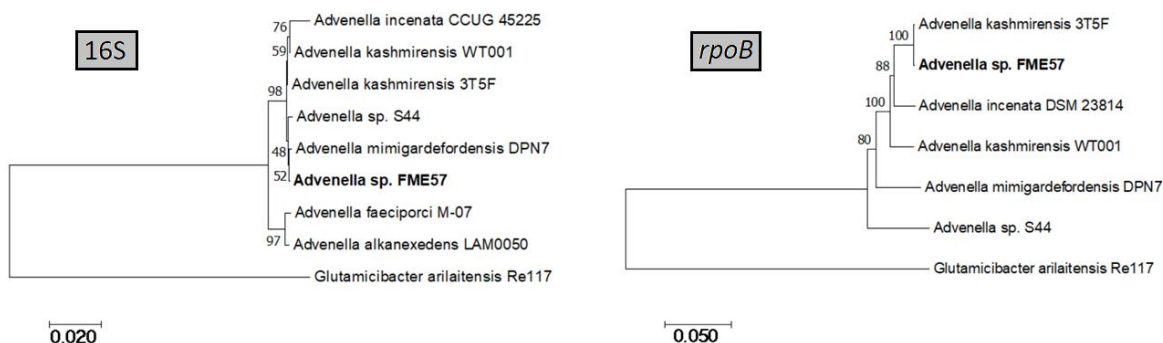 16S
Advenella incenata CCUG 45225
76
59
Advenella kashmirensis WT001
Advenella kashmirensis 3T5F
98
Advenella sp. S44
48
Advenella mimigardefordensis DPN7
52
Advenella sp. FME57
Advenella faeciporci M-07
97
Advenella alkanexedens LAM0050
Glutamicibacter arilaitensis Re117
0.020
rpoB
Advenella kashmirensis 3T5F
100
Advenella sp. FME57
88
Advenella incenata DSM 23814
100
Advenella kashmirensis WT001
80
Advenella mimigardefordensis DPN7
Advenella sp. S44
Glutamicibacter arilaitensis Re117
0.050